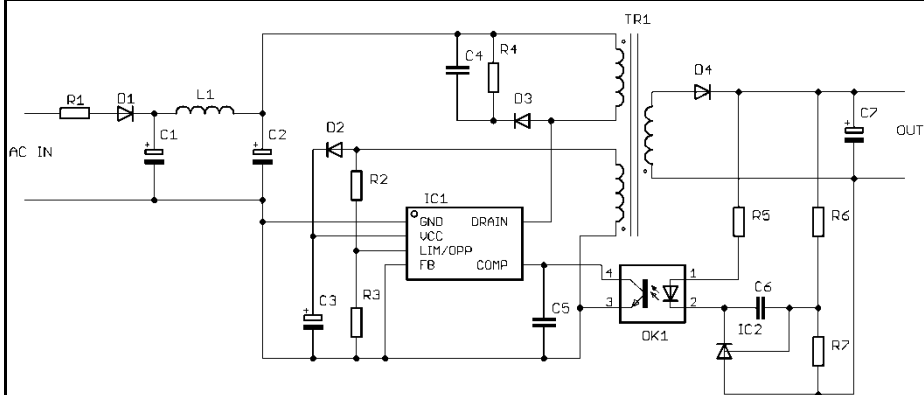 TR1
C4
R4
D4
D3
R1
D1
L1
C1
C2
C7
OUT
AC IN
D2
R2
IC1
GND
DRAIN
VCC
LIM/OPP
FB
COMP
R5
R6
4
1
3
2
C6
C3
R3
C5
IC2
OK1
R7
+
+
+
+